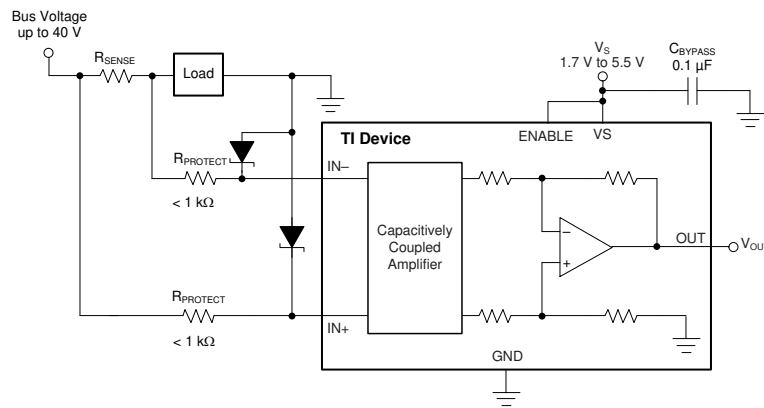 Bus Voltage
up to 40 V
RSENSE
Load
VS
1.7 V to 5.5 V
CBYPASS
0.1 µF
ENABLE
VS
TI Device
RPROTECT
< 1 kΩ
IN–
Capacitively
Coupled
Amplifier
–
+
OUT
VOU
RPROTECT
< 1 kΩ
IN+
GND